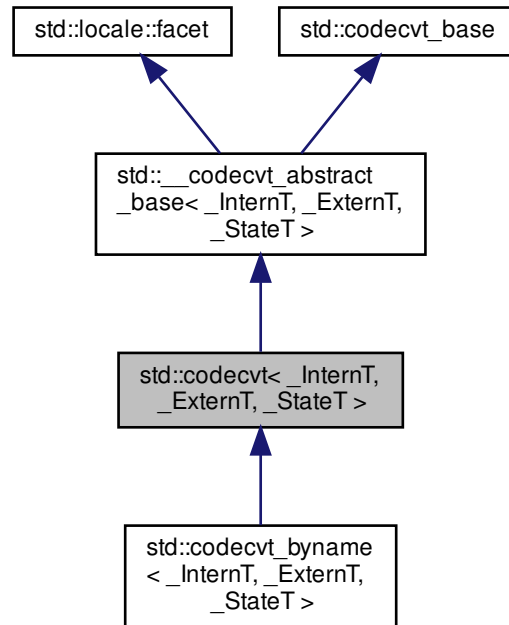 std::locale::facet
std::codecvt_base
std::__codecvt_abstract
_base< _InternT, _ExternT,
_StateT >
std::codecvt< _InternT,
_ExternT, _StateT >
std::codecvt_byname
< _InternT, _ExternT,
_StateT >